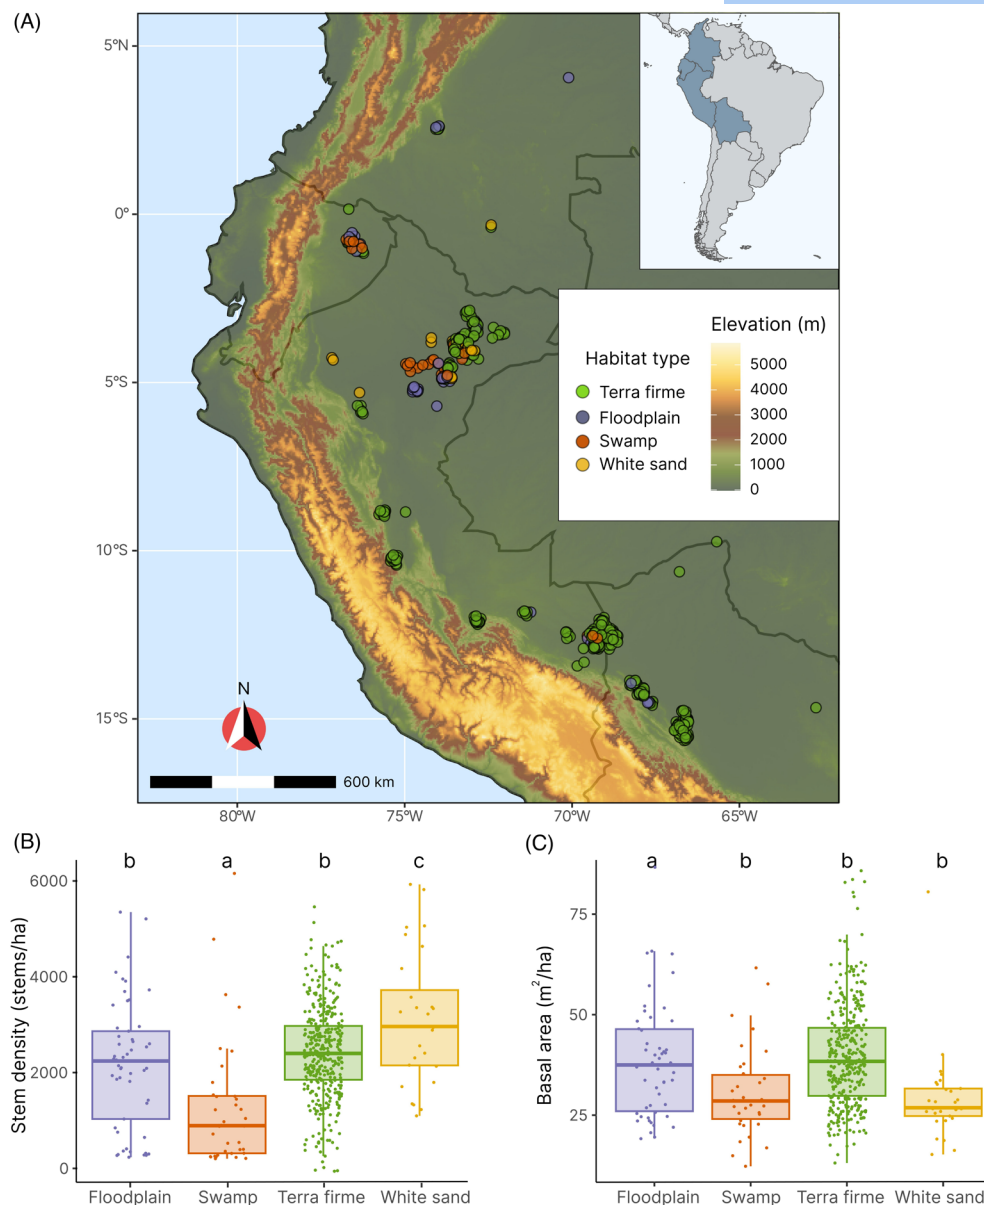 (A)
5°N
0°
5°S
10°S
15°S
80°W
75°W
70°W
65°W
N
600 km
Elevation (m)
5000
4000
3000
2000
1000
0
Habitat type
Terra firme
Floodplain
Swamp
White sand
(B)
b
a
b
c
Stem density (stems/ha)
6000
4000
2000
0
Floodplain
Swamp
Terra firme
White sand
(C)
a
b
b
b
Basal area (m²/ha)
75
50
25
Floodplain
Swamp
Terra firme
White sand